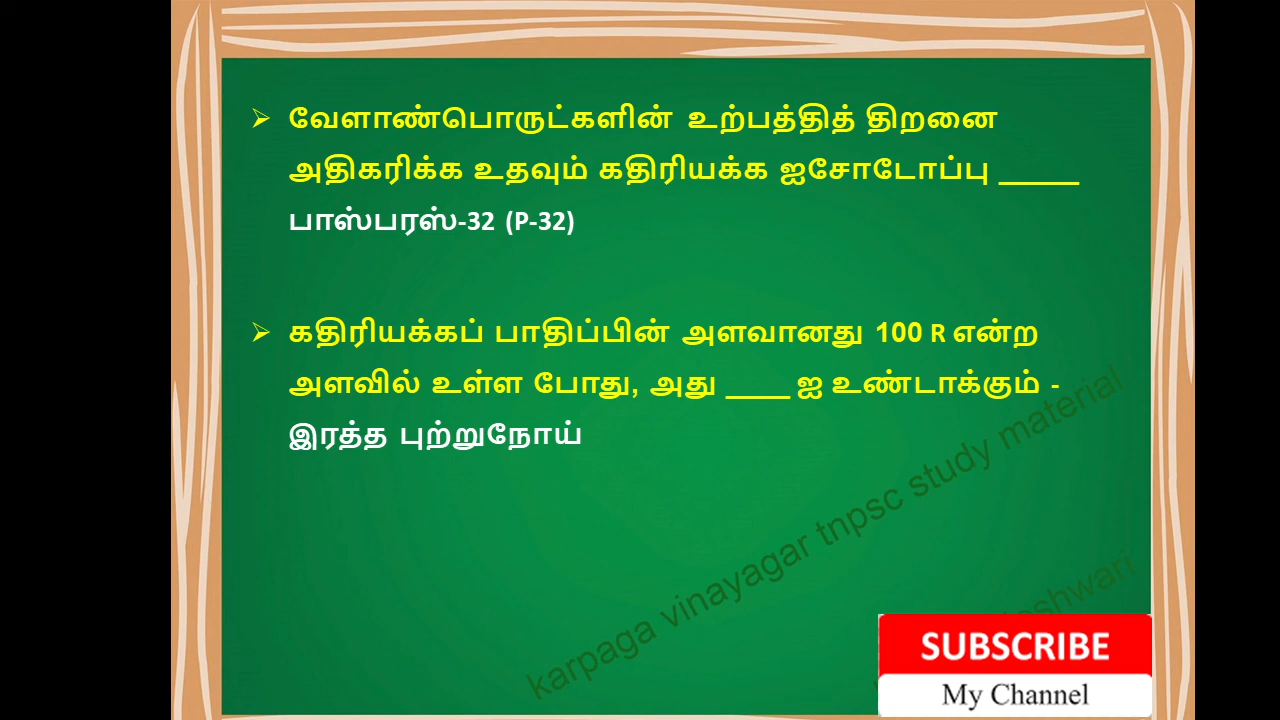 ➢ வேளாண்பொருட்களின் உற்பத்தித் திறனை
அதிகரிக்க உதவும் கதிரியக்க ஐசோடோப்பு _____
பாஸ்பரஸ்-32 (P-32)
➢ கதிரியக்கப் பாதிப்பின் அளவானது 100 R என்ற
அளவில் உள்ள போது, அது ____ ஐ உண்டாக்கும் -
இரத்த புற்றுநோய்
karpaga vinayagar tnpsc study material
SUBSCRIBE
My Channel